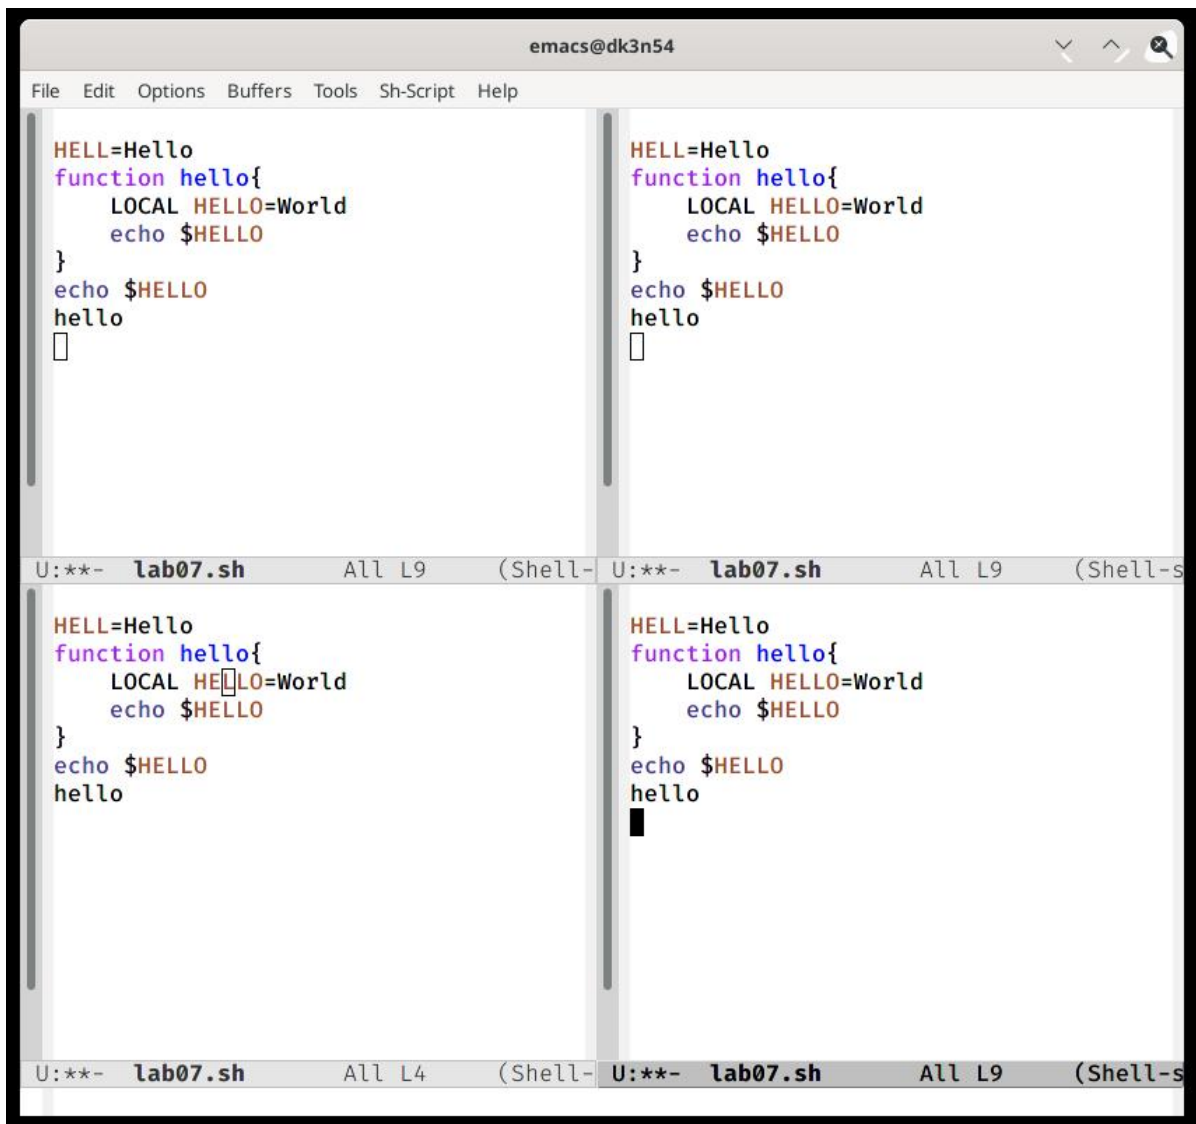 emacs@dk3n54
File Edit Options Buffers Tools Sh-Script Help
HELL=Hello
function hello{
    LOCAL HELLO=World
    echo $HELLO
}
echo $HELLO
hello
U:**-  lab07.sh  All L9  (Shell-
HELL=Hello
function hello{
    LOCAL HELLO=World
    echo $HELLO
}
echo $HELLO
hello
U:**-  lab07.sh  All L9  (Shell-s
HELL=Hello
function hello{
    LOCAL HELLO=World
    echo $HELLO
}
echo $HELLO
hello
U:**-  lab07.sh  All L4  (Shell-
HELL=Hello
function hello{
    LOCAL HELLO=World
    echo $HELLO
}
echo $HELLO
hello
U:**-  lab07.sh  All L9  (Shell-s